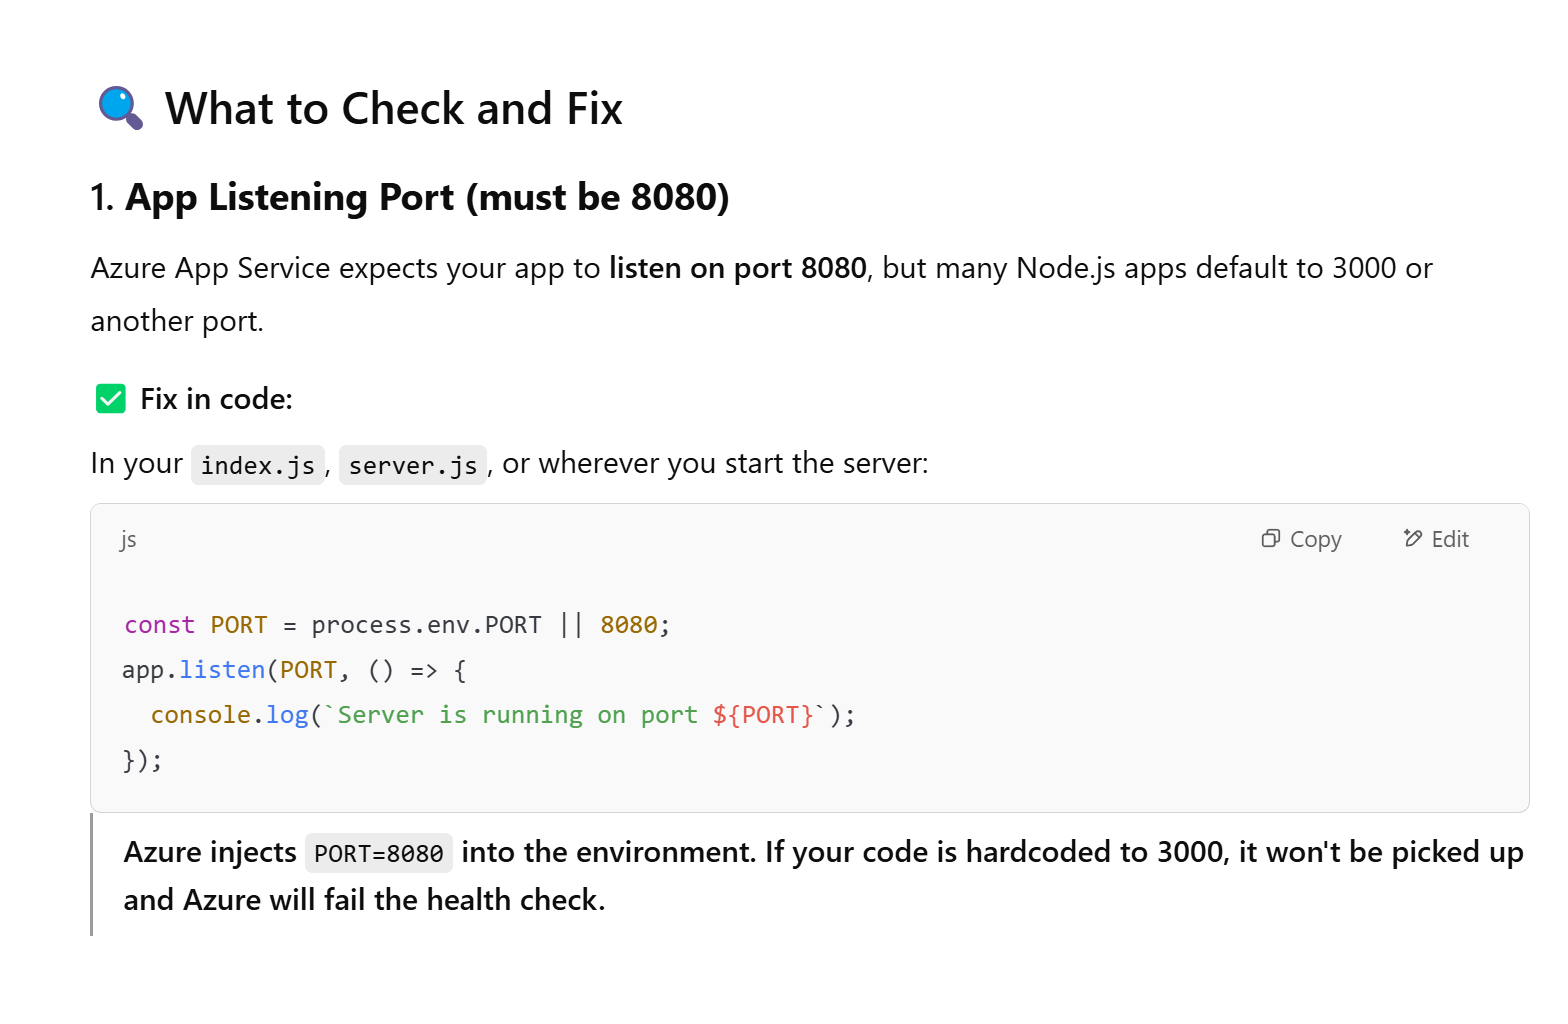 🔍 What to Check and Fix
1. App Listening Port (must be 8080)
Azure App Service expects your app to listen on port 8080, but many Node.js apps default to 3000 or
another port.
✅ Fix in code:
In your index.js, server.js, or wherever you start the server:
js Copy Edit
const PORT = process.env.PORT || 8080;
app.listen(PORT, () => {
  console.log(`Server is running on port ${PORT}`);
});
Azure injects PORT=8080 into the environment. If your code is hardcoded to 3000, it won't be picked up
and Azure will fail the health check.